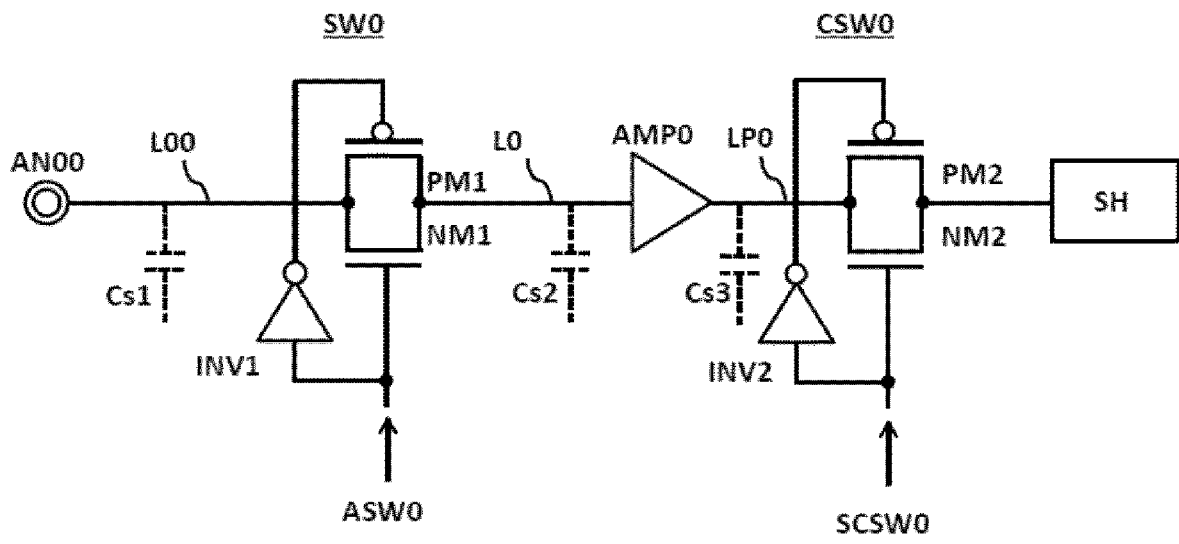 SW0
CSW0
AN00
L00
L0
AMP0
LP0
PM1
NM1
PM2
NM2
SH
Cs1
Cs2
Cs3
INV1
INV2
ASW0
SCSW0